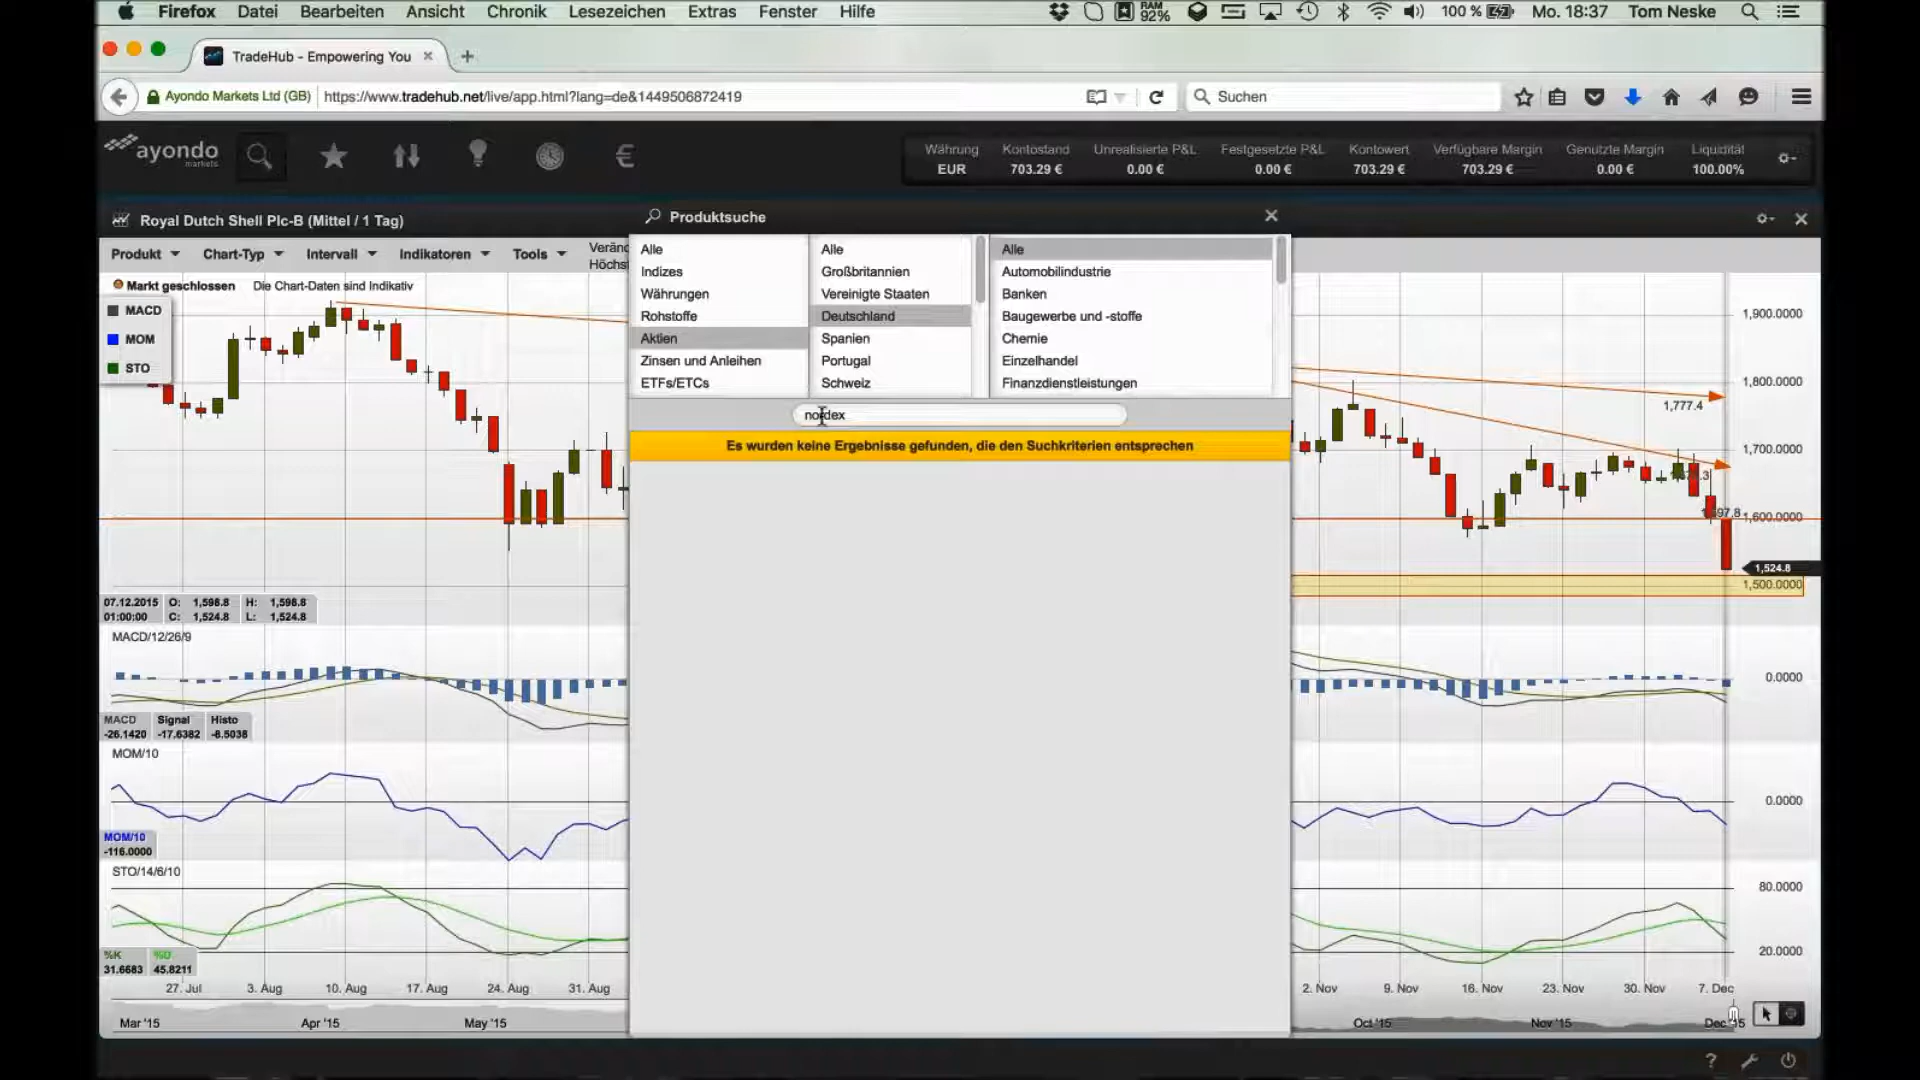 Firefox Datei Bearbeiten Ansicht Chronik Lesezeichen Extras Fenster Hilfe RAM 92% 100 % Mo. 18:37 Tom Neske
TradeHub - Empowering You
Ayondo Markets Ltd (GB) https://www.tradehub.net/live/app.html?lang=de&1449506872419 Suchen
ayondo markets
Währung Kontostand Unrealisierte P&L Festgesetzte P&L Kontowert Verfügbare Margin Genutzte Margin Liquidität
EUR 703.29 € 0.00 € 0.00 € 703.29 € 703.29 € 0.00 € 100.00%
Royal Dutch Shell Plc-B (Mittel / 1 Tag)
Produktsuche
Produkt Chart-Typ Intervall Indikatoren Tools
Veränd
Höchs
Markt geschlossen Die Chart-Daten sind Indikativ
MACD
MOM
STO
Alle
Indizes
Währungen
Rohstoffe
Aktien
Zinsen und Anleihen
ETFs/ETCs
Alle
Großbritannien
Vereinigte Staaten
Deutschland
Spanien
Portugal
Schweiz
Alle
Automobilindustrie
Banken
Baugewerbe und -stoffe
Chemie
Einzelhandel
Finanzdienstleistungen
nordex
Es wurden keine Ergebnisse gefunden, die den Suchkriterien entsprechen
1,900.0000
1,800.0000
1,777.4
1,700.0000
1,600.0000
1,524.8
1,500.0000
07.12.2015 O: 1,598.8 H: 1,598.8
01:00:00 C: 1,524.8 L: 1,524.8
MACD/12/26/9
0.0000
MACD Signal Histo
-26.1420 -17.6382 -8.5038
MOM/10
0.0000
MOM/10
-116.0000
STO/14/6/10
80.0000
20.0000
%K %D
31.6683 45.8211
27. Jul 3. Aug 10. Aug 17. Aug 24. Aug 31. Aug 2. Nov 9. Nov 16. Nov 23. Nov 30. Nov 7. Dec
Mar '15 Apr '15 May '15 Oct '15 Nov '15 Dec '15